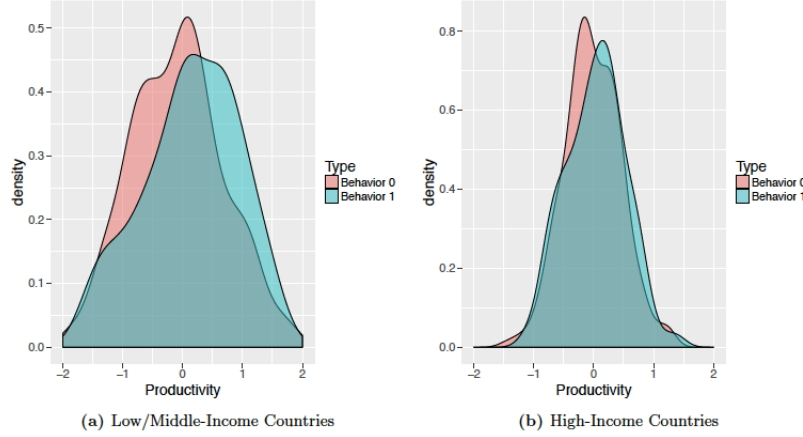 0.5
0.4
0.3
0.2
0.1
0.0
density
−2 −1 0 1 2
Productivity
Type
Behavior 0
Behavior 1
(a) Low/Middle-Income Countries
0.8
0.6
0.4
0.2
0.0
density
−2 −1 0 1 2
Productivity
Type
Behavior 0
Behavior 1
(b) High-Income Countries